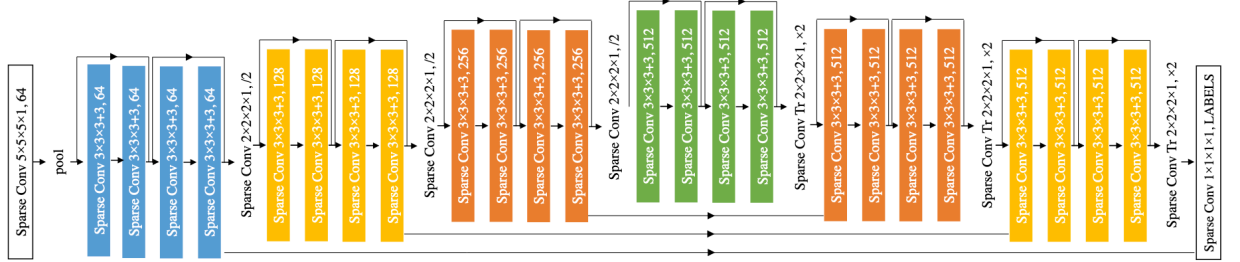 Sparse Conv 5×5×5×1, 64
pool
Sparse Conv 3×3×3+3, 64
Sparse Conv 3×3×3+3, 64
Sparse Conv 3×3×3+3, 64
Sparse Conv 3×3×3+3, 64
Sparse Conv 2×2×2×1, /2
Sparse Conv 3×3×3+3, 128
Sparse Conv 3×3×3+3, 128
Sparse Conv 3×3×3+3, 128
Sparse Conv 3×3×3+3, 128
Sparse Conv 2×2×2×1, /2
Sparse Conv 3×3×3+3, 256
Sparse Conv 3×3×3+3, 256
Sparse Conv 3×3×3+3, 256
Sparse Conv 3×3×3+3, 256
Sparse Conv 2×2×2×1, /2
Sparse Conv 3×3×3+3, 512
Sparse Conv 3×3×3+3, 512
Sparse Conv 3×3×3+3, 512
Sparse Conv 3×3×3+3, 512
Sparse Conv Tr 2×2×2×1, ×2
Sparse Conv 3×3×3+3, 512
Sparse Conv 3×3×3+3, 512
Sparse Conv 3×3×3+3, 512
Sparse Conv 3×3×3+3, 512
Sparse Conv Tr 2×2×2×1, ×2
Sparse Conv 3×3×3+3, 512
Sparse Conv 3×3×3+3, 512
Sparse Conv 3×3×3+3, 512
Sparse Conv 3×3×3+3, 512
Sparse Conv Tr 2×2×2×1, ×2
Sparse Conv 1×1×1×1, LABELS